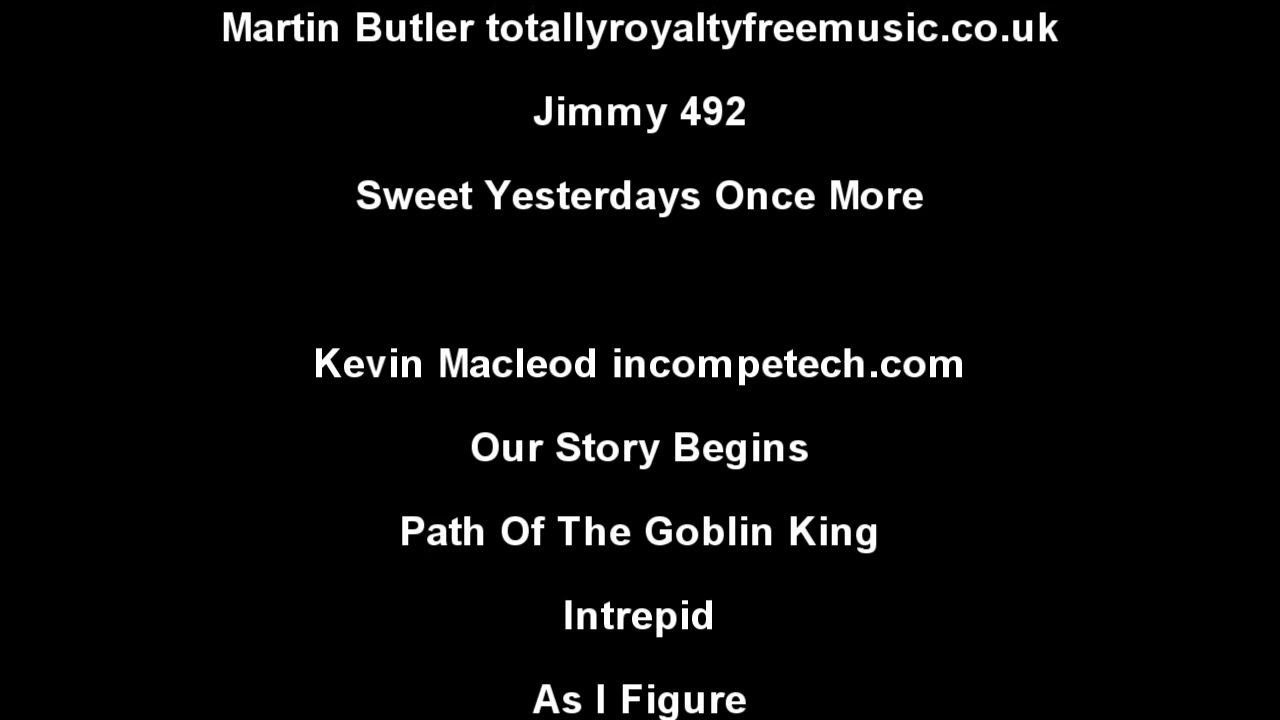 Martin Butler totallyroyaltyfreemusic.co.uk
Jimmy 492
Sweet Yesterdays Once More
Kevin Macleod incompetech.com
Our Story Begins
Path Of The Goblin King
Intrepid
As I Figure